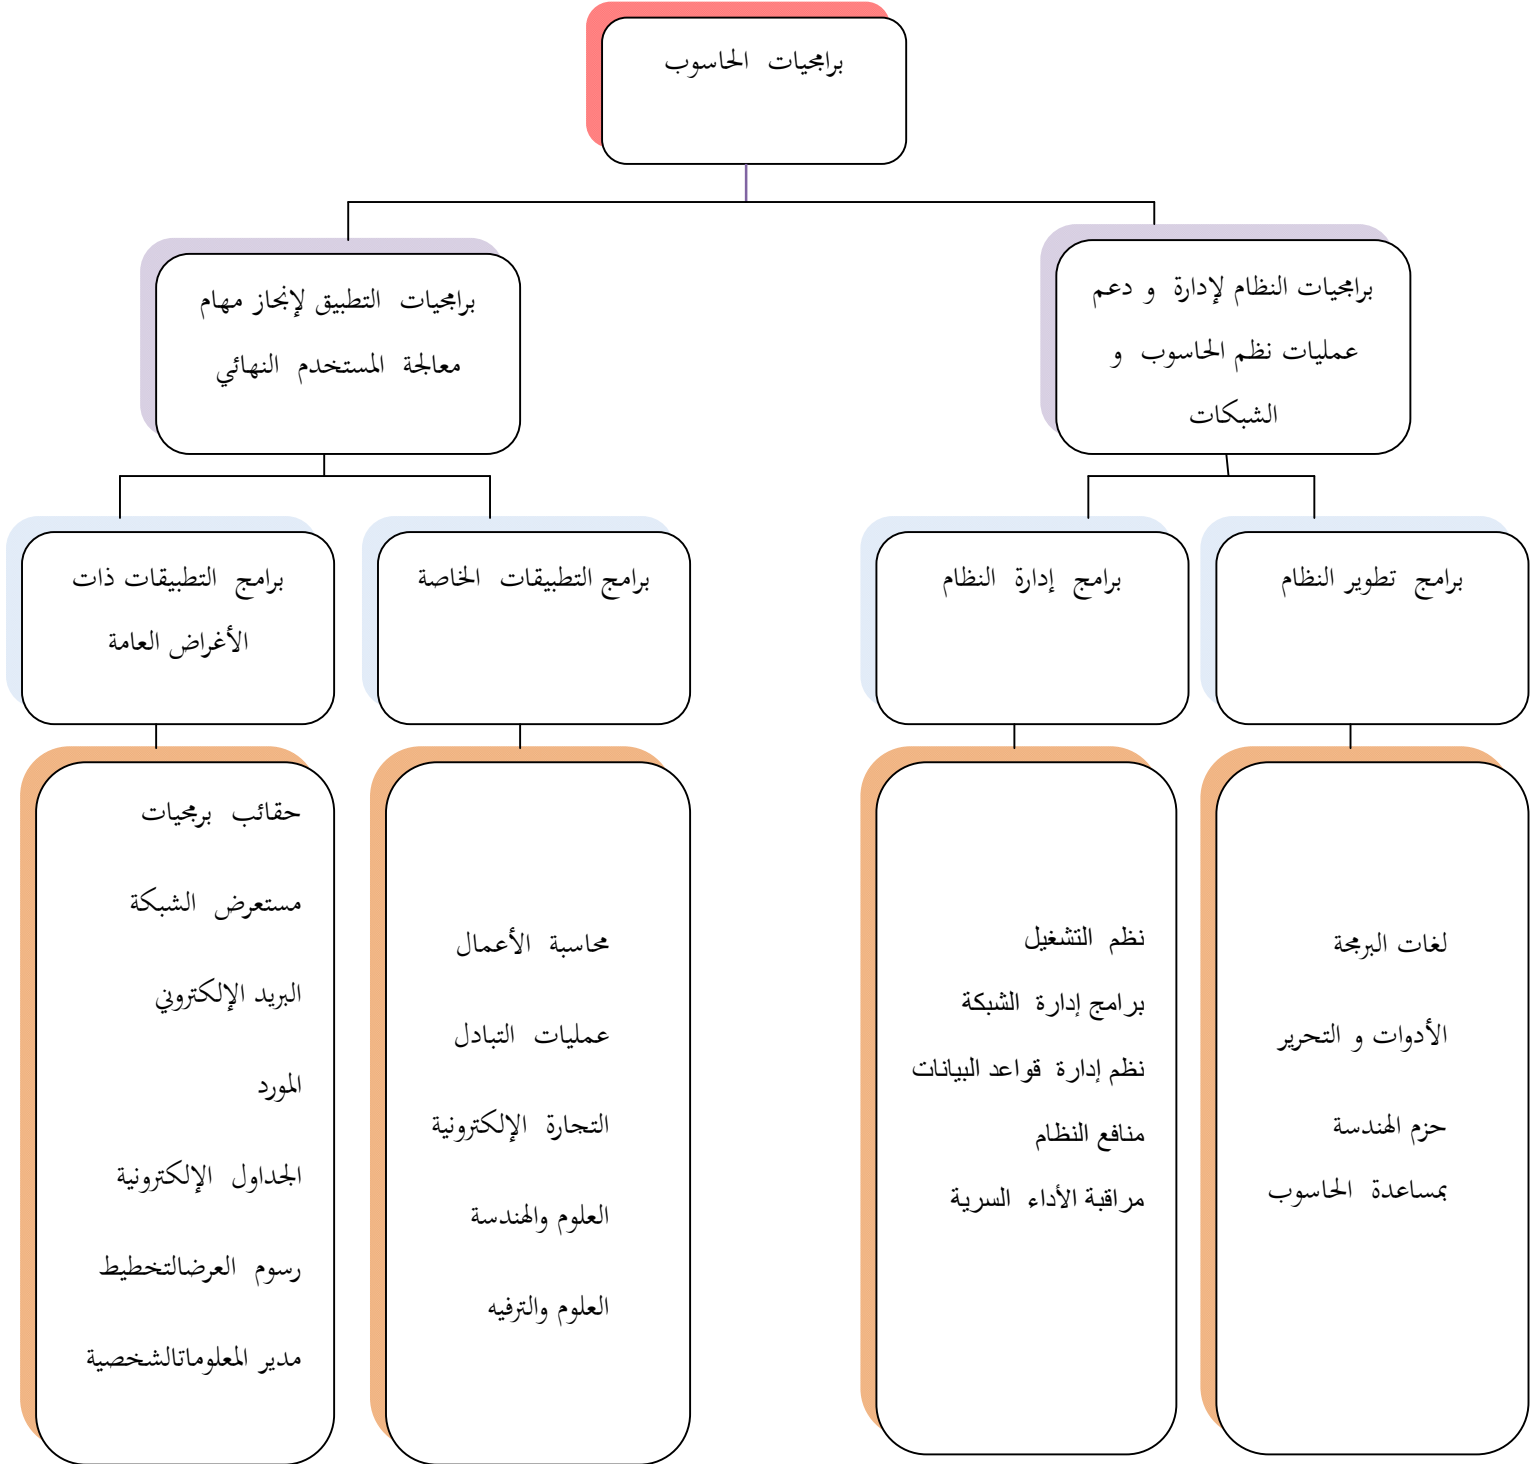 برامجيات الحاسوب
برامجيات النظام لإدارة و دعم
عمليات نظم الحاسوب و
الشبكات
برامجيات التطبيق لإنجاز مهام
معالجة المستخدم النهائي
برامج تطوير النظام
برامج إدارة النظام
برامج التطبيقات الخاصة
برامج التطبيقات ذات
الأغراض العامة
لغات البرمجة
الأدوات و التحرير
حزم الهندسة
بمساعدة الحاسوب
نظم التشغيل
برامج إدارة الشبكة
نظم إدارة قواعد البيانات
منافع النظام
مراقبة الأداء السرية
محاسبة الأعمال
عمليات التبادل
التجارة الإلكترونية
العلوم والهندسة
العلوم والترفيه
حقائب برمجيات
مستعرض الشبكة
البريد الإلكتروني
المورد
الجداول الإلكترونية
رسوم العرضالتخطيط
مدير المعلوماتالشخصية